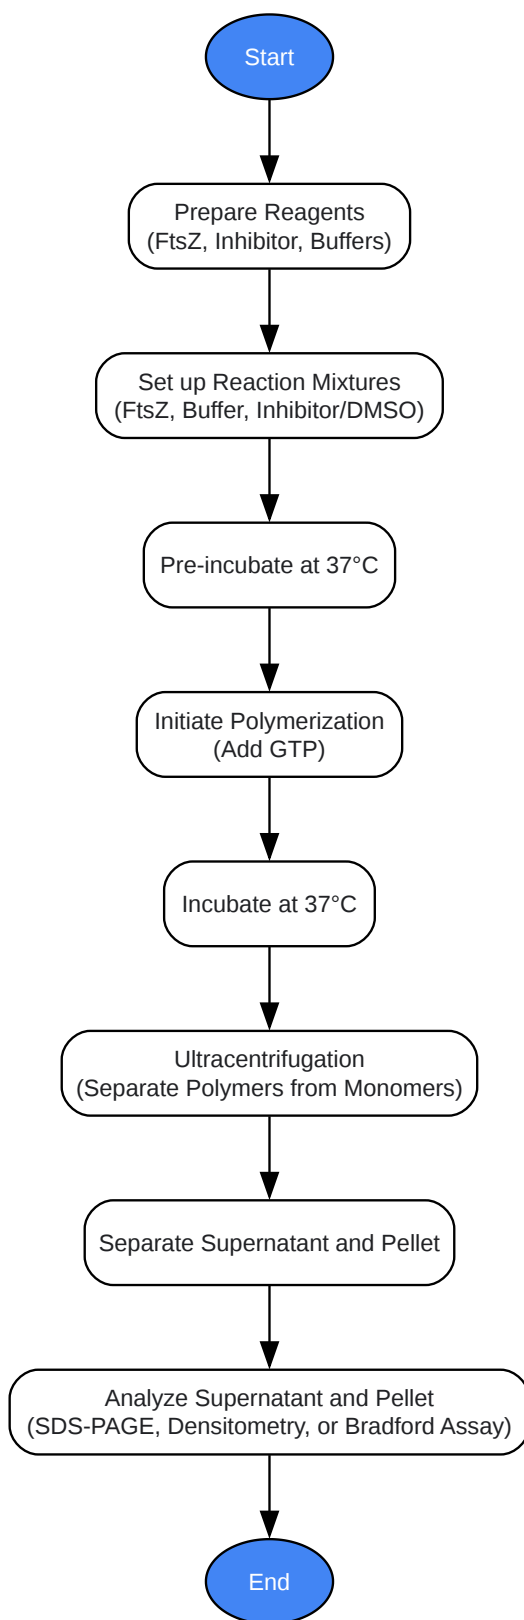 Start
Prepare Reagents
(FtsZ, Inhibitor, Buffers)
Set up Reaction Mixtures
(FtsZ, Buffer, Inhibitor/DMSO)
Pre-incubate at 37°C
Initiate Polymerization
(Add GTP)
Incubate at 37°C
Ultracentrifugation
(Separate Polymers from Monomers)
Separate Supernatant and Pellet
Analyze Supernatant and Pellet
(SDS-PAGE, Densitometry, or Bradford Assay)
End